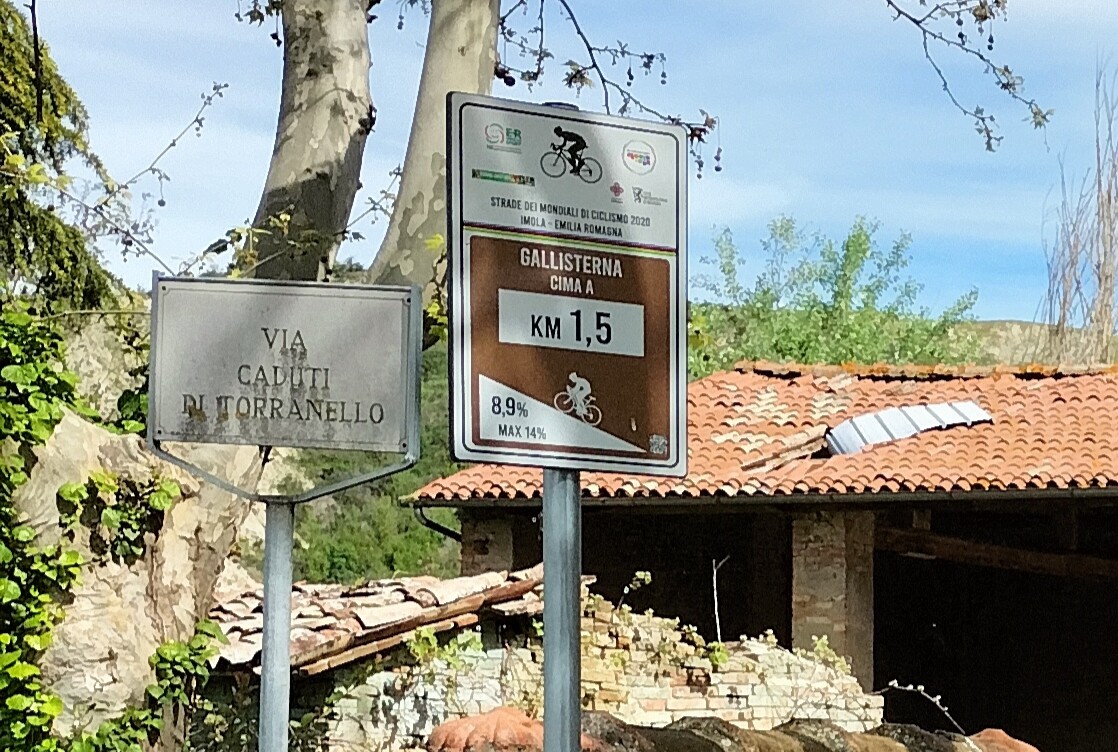 VIA
CADUTI
DI TORRANELLO
E-R
STRADE DEI MONDIALI DI CICLISMO 2020
IMOLA - EMILIA ROMAGNA
GALLISTERNA
CIMA A
KM 1,5
8,9%
MAX 14%